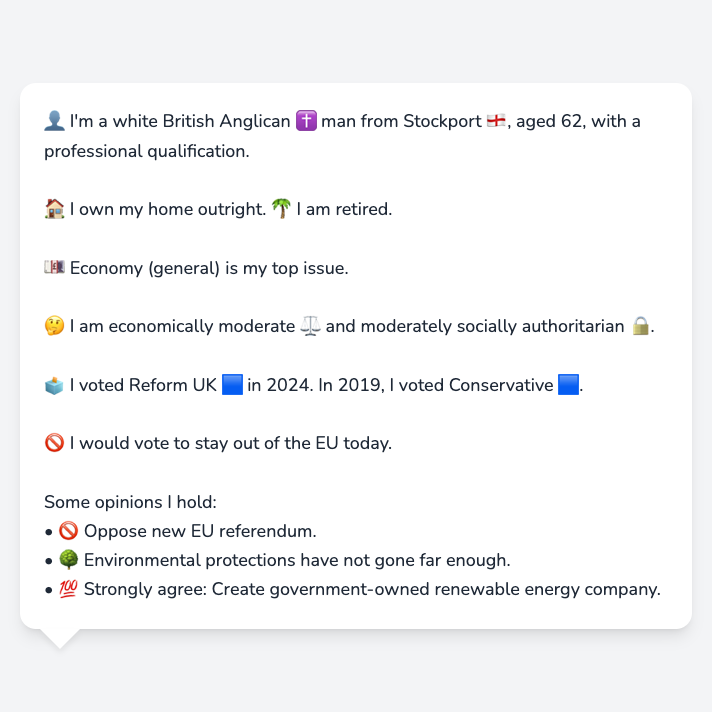 👤 I'm a white British Anglican ✝️ man from Stockport 🏴󠁧󠁢󠁥󠁮󠁧󠁿, aged 62, with a
professional qualification.
🏠 I own my home outright. 🌴 I am retired.
💷 Economy (general) is my top issue.
🤔 I am economically moderate ⚖️ and moderately socially authoritarian 🔒.
🗳️ I voted Reform UK 🟦 in 2024. In 2019, I voted Conservative 🟦.
🚫 I would vote to stay out of the EU today.
Some opinions I hold:
• 🚫 Oppose new EU referendum.
• 🌳 Environmental protections have not gone far enough.
• 💯 Strongly agree: Create government-owned renewable energy company.